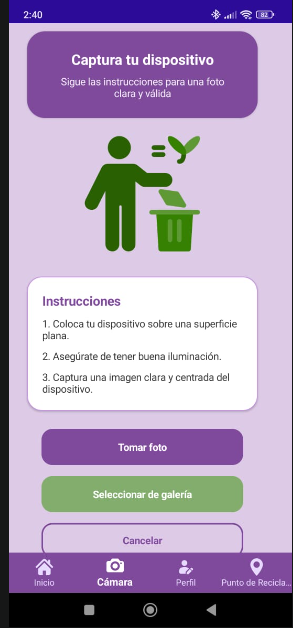 2:40
82
Captura tu dispositivo
Sigue las instrucciones para una foto
clara y válida
Instrucciones
1. Coloca tu dispositivo sobre una superficie
plana.
2. Asegúrate de tener buena iluminación.
3. Captura una imagen clara y centrada del
dispositivo.
Tomar foto
Seleccionar de galería
Cancelar
Inicio
Cámara
Perfil
Punto de Recicla...